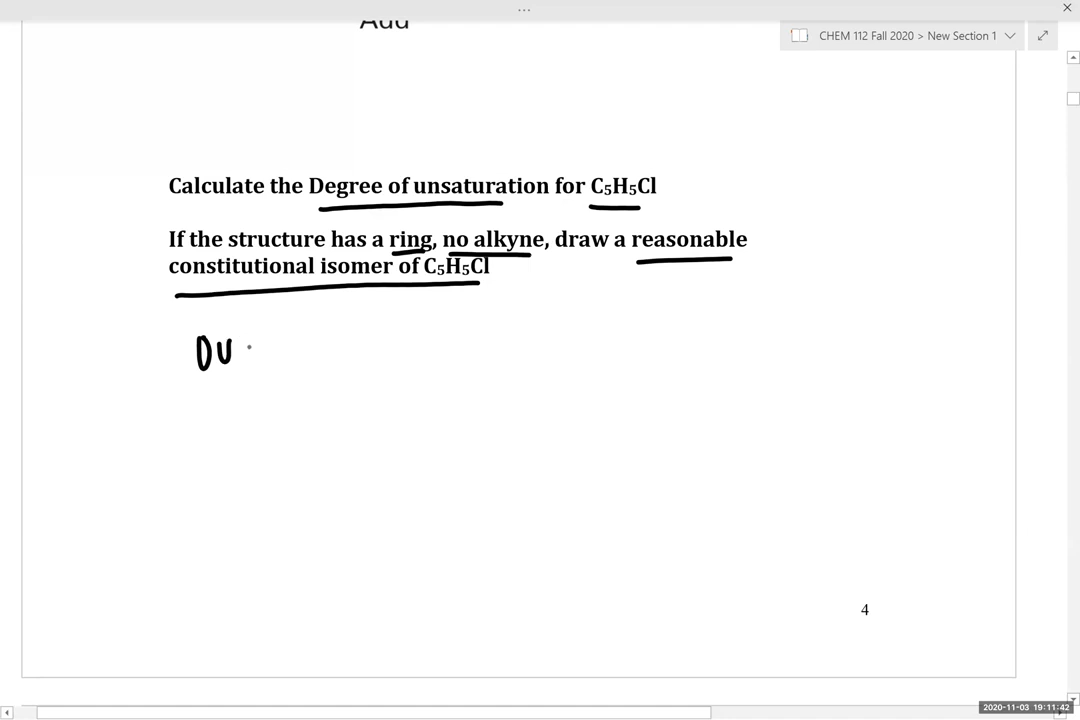 Add
CHEM 112 Fall 2020 > New Section 1
Calculate the Degree of unsaturation for C₅H₅Cl
If the structure has a ring, no alkyne, draw a reasonable
constitutional isomer of C₅H₅Cl
DU
4
2020-11-03 19:11:42